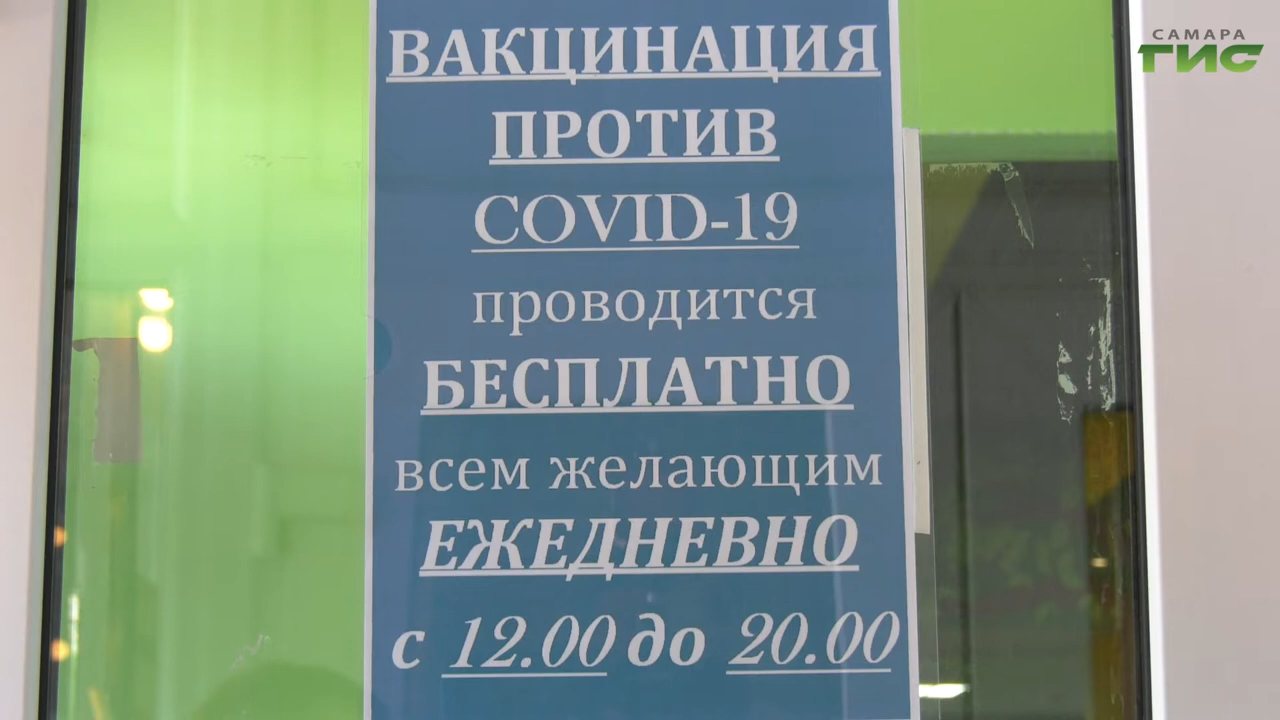 САМАРА
ГИС
ВАКЦИНАЦИЯ
ПРОТИВ
COVID-19
проводится
БЕСПЛАТНО
всем желающим
ЕЖЕДНЕВНО
с 12.00 до 20.00